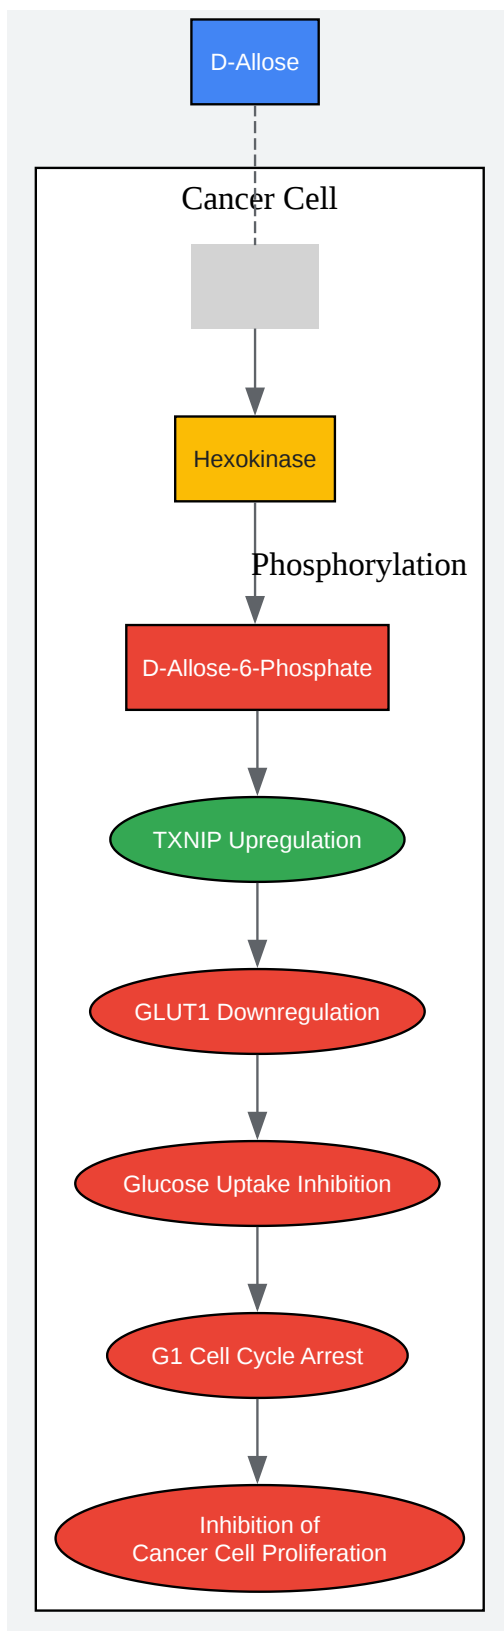 D-Allose
Cancer Cell
Hexokinase
Phosphorylation
D-Allose-6-Phosphate
TXNIP Upregulation
GLUT1 Downregulation
Glucose Uptake Inhibition
G1 Cell Cycle Arrest
Inhibition of
Cancer Cell Proliferation